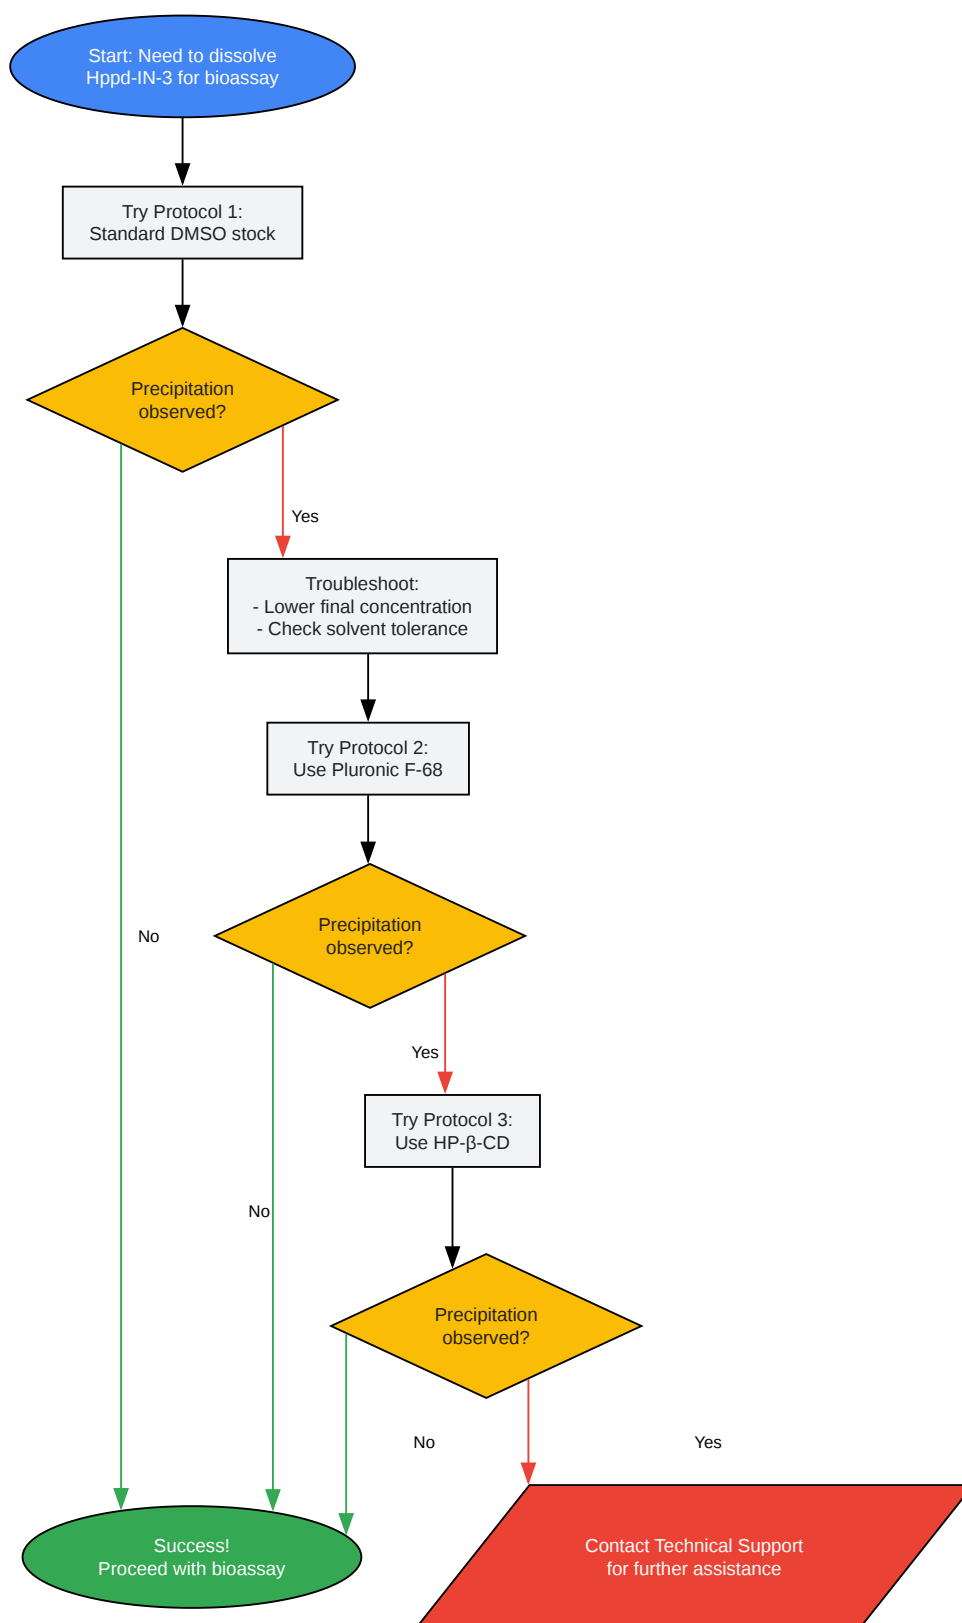 Start: Need to dissolve
Hppd-IN-3 for bioassay
Try Protocol 1:
Standard DMSO stock
Precipitation
observed?
Yes
Troubleshoot:
- Lower final concentration
- Check solvent tolerance
Try Protocol 2:
Use Pluronic F-68
No
Precipitation
observed?
Yes
Try Protocol 3:
Use HP-β-CD
No
Precipitation
observed?
No
Yes
Success!
Proceed with bioassay
Contact Technical Support
for further assistance